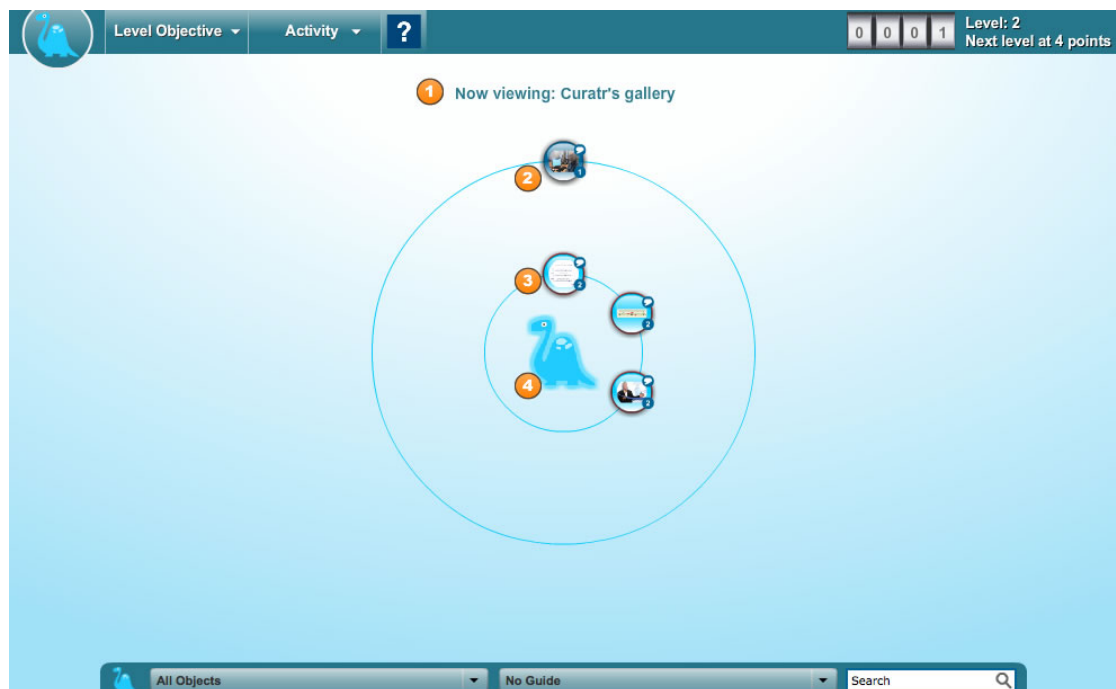 Level Objective
Activity
?
0 0 0 1
Level: 2
Next level at 4 points
1
Now viewing: Curatr's gallery
2
1
3
2
2
4
2
All Objects
No Guide
Search